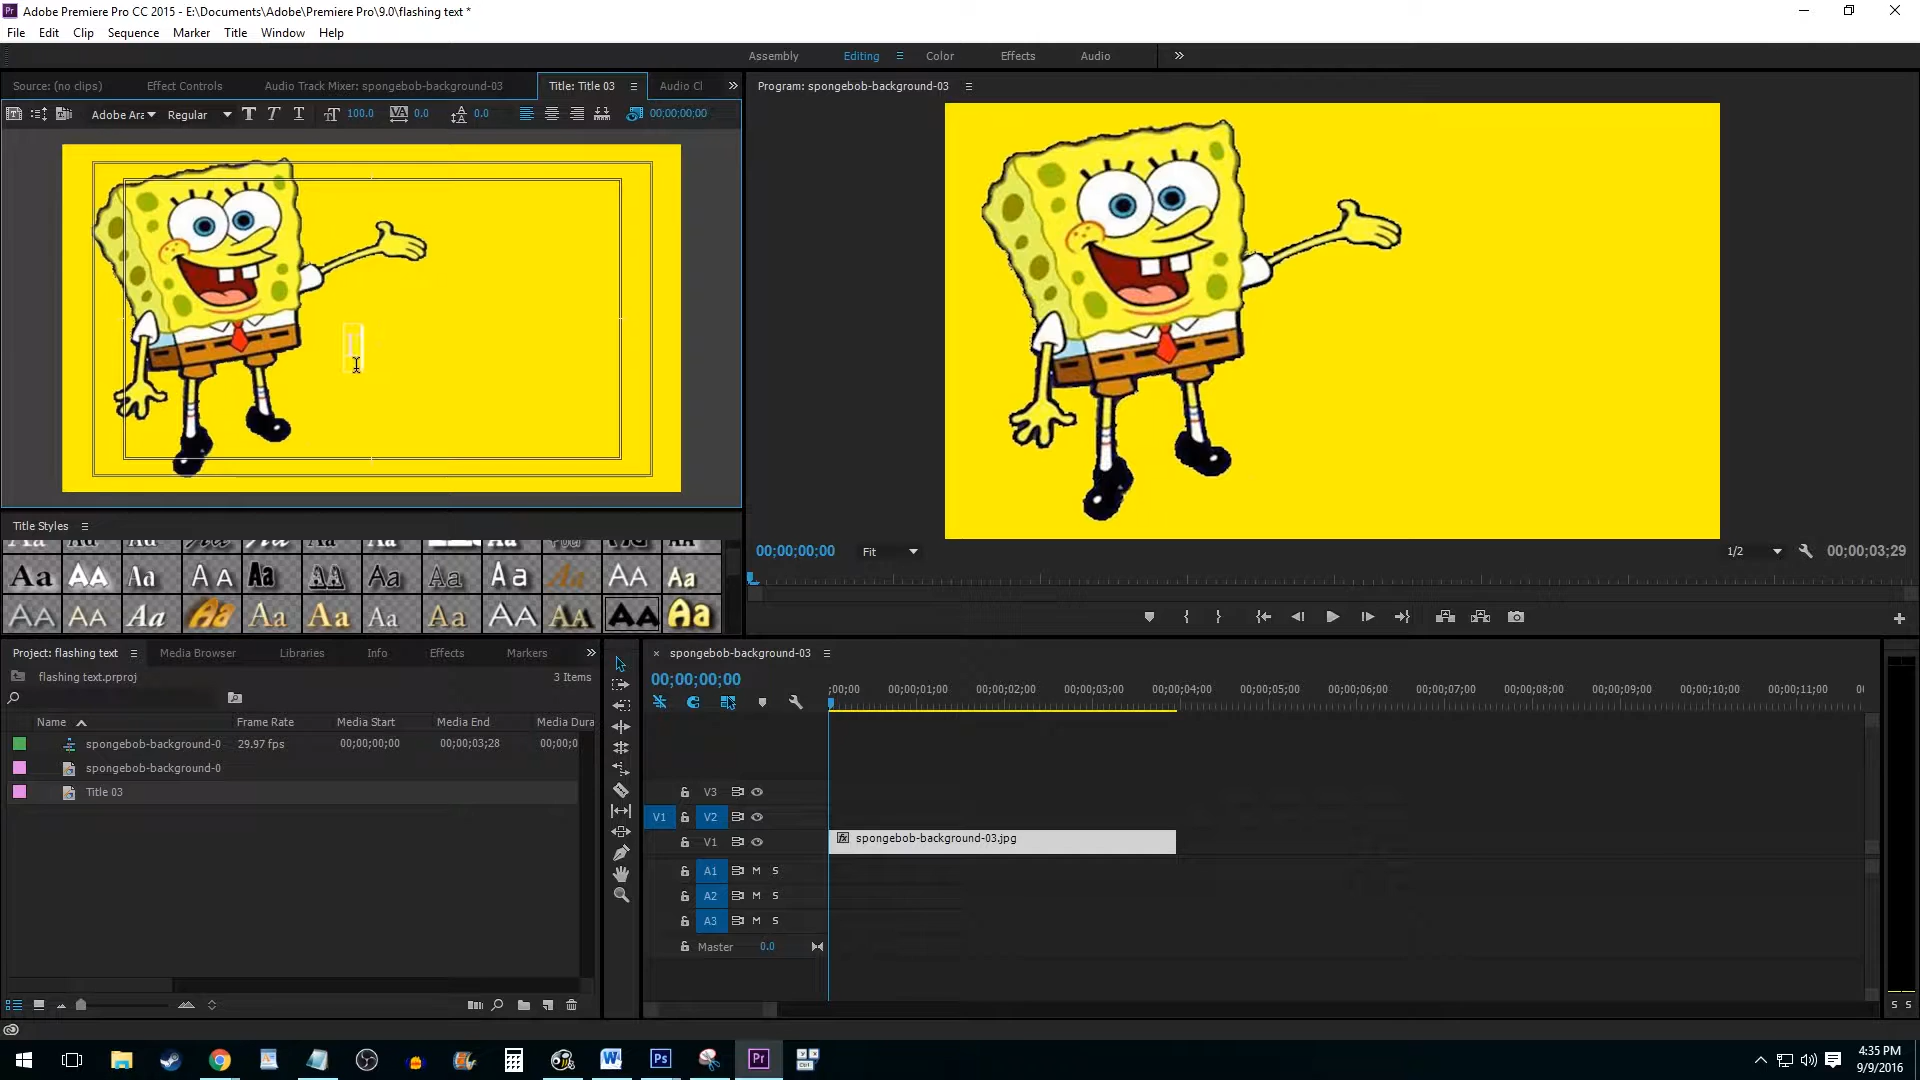 Adobe Premiere Pro CC 2015 - E:\Documents\Adobe\Premiere Pro\9.0\flashing text *
File Edit Clip Sequence Marker Title Window Help
Assembly Editing Color Effects Audio
Source: (no clips) Effect Controls Audio Track Mixer: spongebob-background-03 Title: Title 03 Audio Cl
Program: spongebob-background-03
Adobe Ara Regular T T T 100.0 0.0 0.0 00;00;00;00
Title Styles
Aa AA Aa AA Aa AA Aa Aa Aa Aa AA Aa
AA AA Aa Aa Aa Aa Aa Aa AA AA AA Aa
00;00;00;00 Fit 1/2 00;00;03;29
Project: flashing text Media Browser Libraries Info Effects Markers
flashing text.prproj 3 Items
Name Frame Rate Media Start Media End Media Dura
spongebob-background-0 29.97 fps 00;00;00;00 00;00;03;28 00;00;0
spongebob-background-0
Title 03
spongebob-background-03
00;00;00;00
;00;00 00;00;01;00 00;00;02;00 00;00;03;00 00;00;04;00 00;00;05;00 00;00;06;00 00;00;07;00 00;00;08;00 00;00;09;00 00;00;10;00 00;00;11;00
V3
V1 V2
V1 spongebob-background-03.jpg
A1 M S
A2 M S
A3 M S
Master 0.0
S S
4:35 PM
9/9/2016